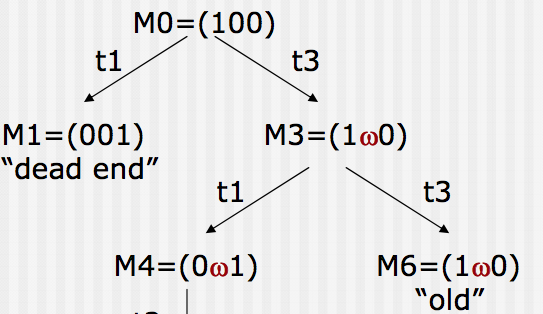 M0=(100)
t1
t3
M1=(001)
M3=(1ω0)
"dead end"
t1
t3
M4=(0ω1)
M6=(1ω0)
"old"